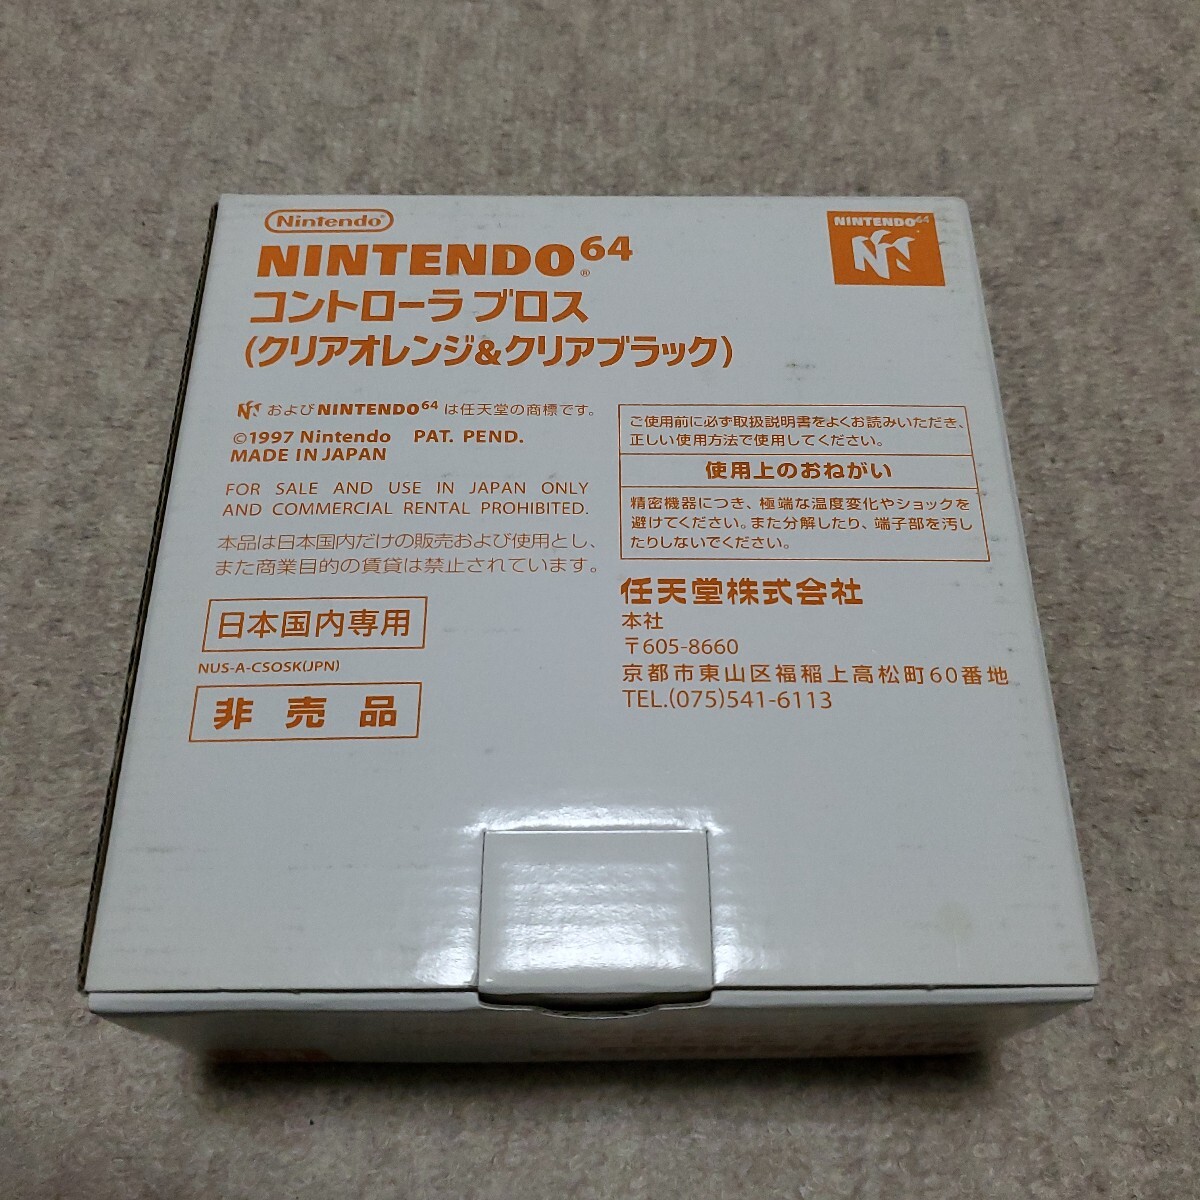 Nintendo®
NINTENDO®64
コントローラ ブロス
(クリアオレンジ&クリアブラック)
NINTENDO64
および NINTENDO64 は任天堂の商標です。
©1997 Nintendo PAT. PEND.
MADE IN JAPAN
FOR SALE AND USE IN JAPAN ONLY
AND COMMERCIAL RENTAL PROHIBITED.
本品は日本国内だけの販売および使用とし、
また商業目的の賃貸は禁止されています。
日本国内専用
NUS-A-CSOSK(JPN)
非売品
ご使用前に必ず取扱説明書をよくお読みいただき、
正しい使用方法で使用してください。
使用上のおねがい
精密機器につき、極端な温度変化やショックを
避けてください。また分解したり、端子部を汚し
たりしないでください。
任天堂株式会社
本社
〒605-8660
京都市東山区福稲上高松町60番地
TEL.(075)541-6113